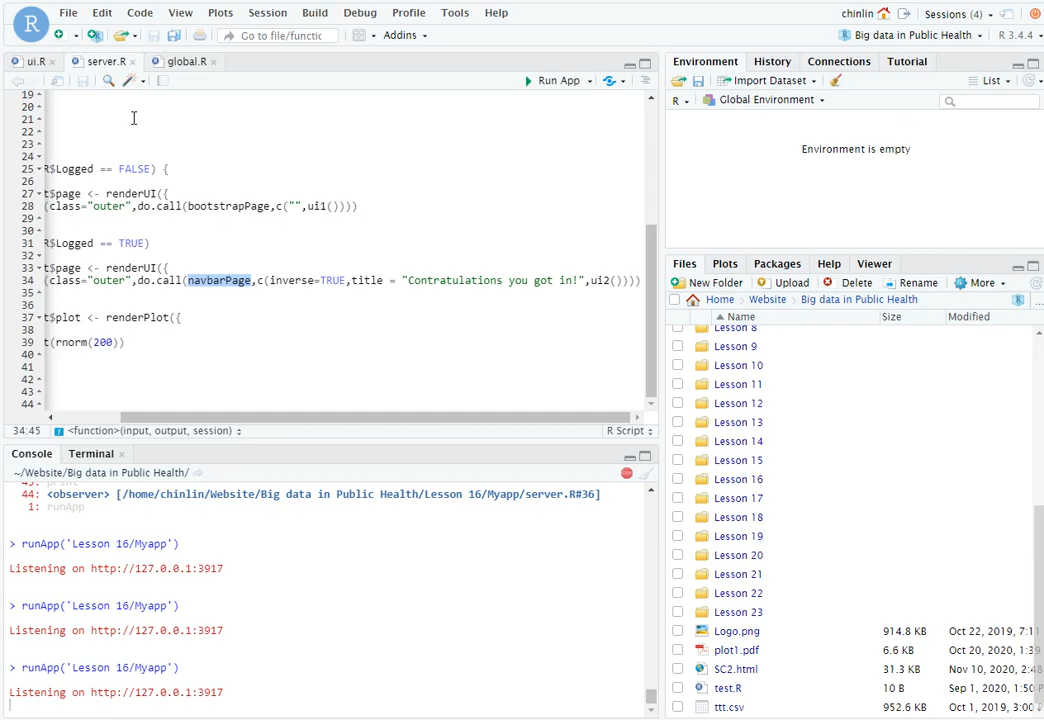 File Edit Code View Plots Session Build Debug Profile Tools Help
chinlin Sessions (4)
R Go to file/functic Addins
Big data in Public Health R 3.4.4
ui.R server.R global.R
Run App
19
20
21
22
23
24
25 R$Logged == FALSE) {
26
27 t$page <- renderUI({
28 (class="outer",do.call(bootstrapPage,c("",ui1())))
29
30
31 R$Logged == TRUE)
32
33 t$page <- renderUI({
34 (class="outer",do.call(navbarPage,c(inverse=TRUE,title = "Contratulations you got in!",ui2())))
35
36
37 t$plot <- renderPlot({
38
39 t(rnorm(200))
40
41
42
43
44
34:45 <function>(input, output, session) R Script
Console Terminal
~/Website/Big data in Public Health/
45: print
44: <observer> [/home/chinlin/Website/Big data in Public Health/Lesson 16/Myapp/server.R#36]
1: runApp
> runApp('Lesson 16/Myapp')
Listening on http://127.0.0.1:3917
> runApp('Lesson 16/Myapp')
Listening on http://127.0.0.1:3917
> runApp('Lesson 16/Myapp')
Listening on http://127.0.0.1:3917
Environment History Connections Tutorial
Import Dataset List
R Global Environment
Environment is empty
Files Plots Packages Help Viewer
New Folder Upload Delete Rename More
Home Website Big data in Public Health R ...
Name Size Modified
Lesson 8
Lesson 9
Lesson 10
Lesson 11
Lesson 12
Lesson 13
Lesson 14
Lesson 15
Lesson 16
Lesson 17
Lesson 18
Lesson 19
Lesson 20
Lesson 21
Lesson 22
Lesson 23
Logo.png 914.8 KB Oct 22, 2019, 7:1
plot1.pdf 6.6 KB Oct 20, 2020, 1:39
SC2.html 31.3 KB Nov 10, 2020, 2:48
test.R 10 B Sep 1, 2020, 1:50
ttt.csv 952.6 KB Oct 1, 2019, 3:00